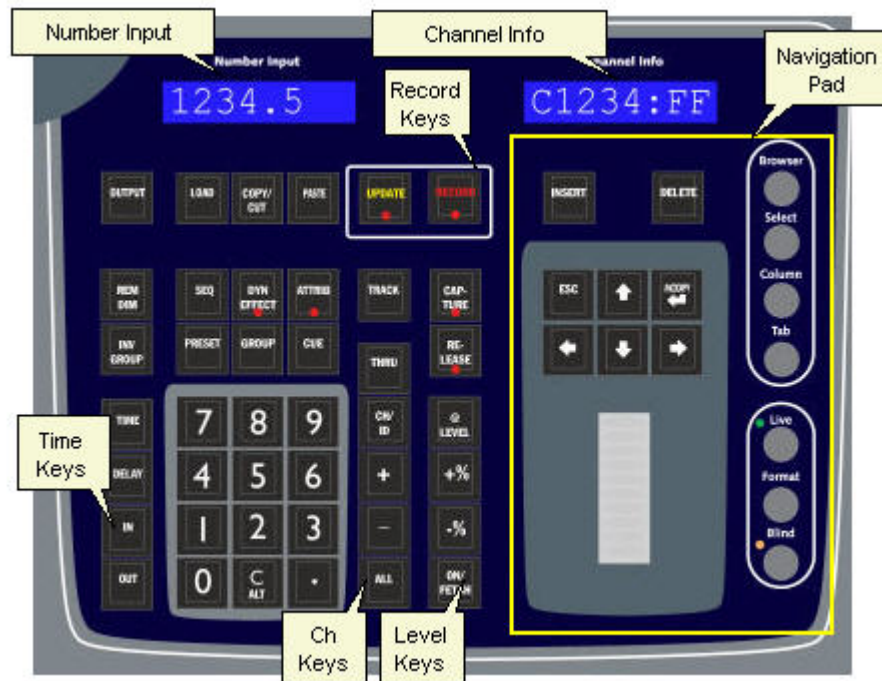 Number Input
Channel Info
Navigation
Pad
Number Input
Channel Info
1234.5
C1234:FF
Record
Keys
OUTPUT
LOAD
COPY/
CUT
PASTE
UPDATE
RECORD
INSERT
DELETE
Browser
Select
Column
Tab
REM
DIM
SEQ
DYN
EFFECT
ATTRIB
TRACK
CAP-
TURE
ESC
INV
GROUP
PRESET
GROUP
CUE
THRU
RE-
LEASE
Time
Keys
TIME
7
8
9
CH/
ID
@
LEVEL
DELAY
4
5
6
+
+%
IN
1
2
3
-
-%
OUT
0
C
ALT
.
ALL
ON/
FETCH
Live
Format
Blind
Ch
Keys
Level
Keys